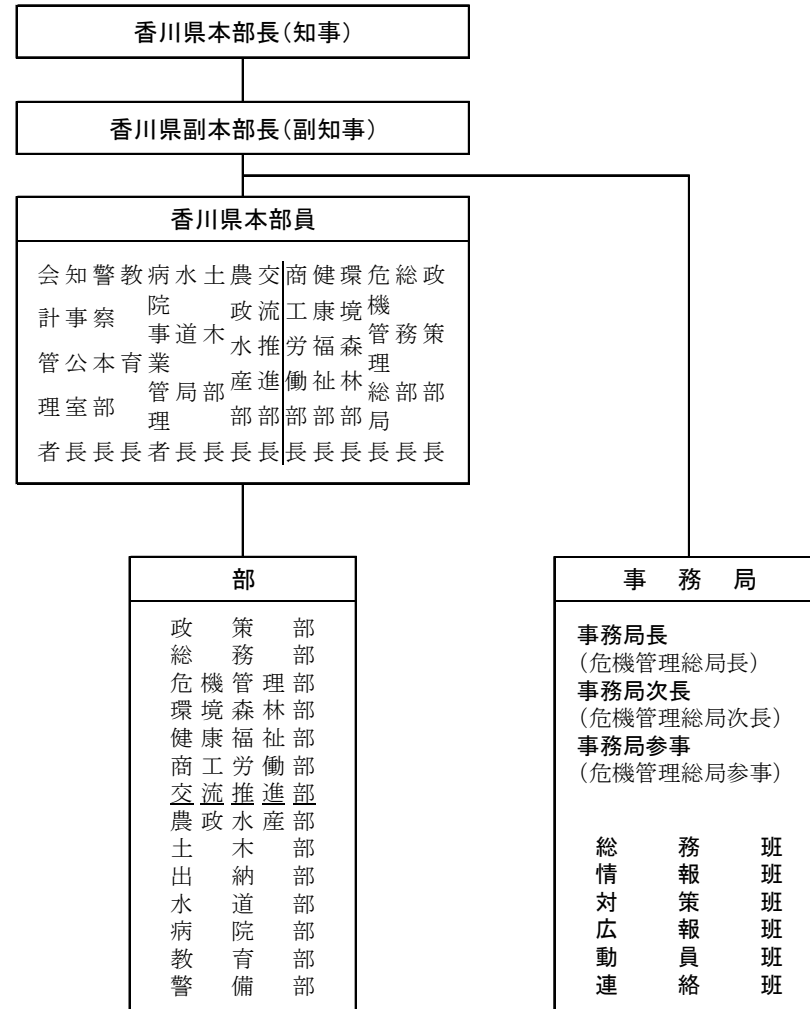 香川県本部長(知事)
香川県副本部長(副知事)
香川県本部員
政策部長
総務部長
危機管理総局長
環境森林部長
健康福祉部長
商工労働部長
交流推進部長
農政水産部長
土木部長
水道局長
病院事業管理者
教育長
警察本部長
知事公室長
会計管理者
部
政策部
総務部
危機管理部
環境森林部
健康福祉部
商工労働部
交流推進部
農政水産部
土木部
出納部
水道部
病院部
教育部
警備部
事務局
事務局長
(危機管理総局長)
事務局次長
(危機管理総局次長)
事務局参事
(危機管理総局参事)
総務班
情報班
対策班
広報班
動員班
連絡班